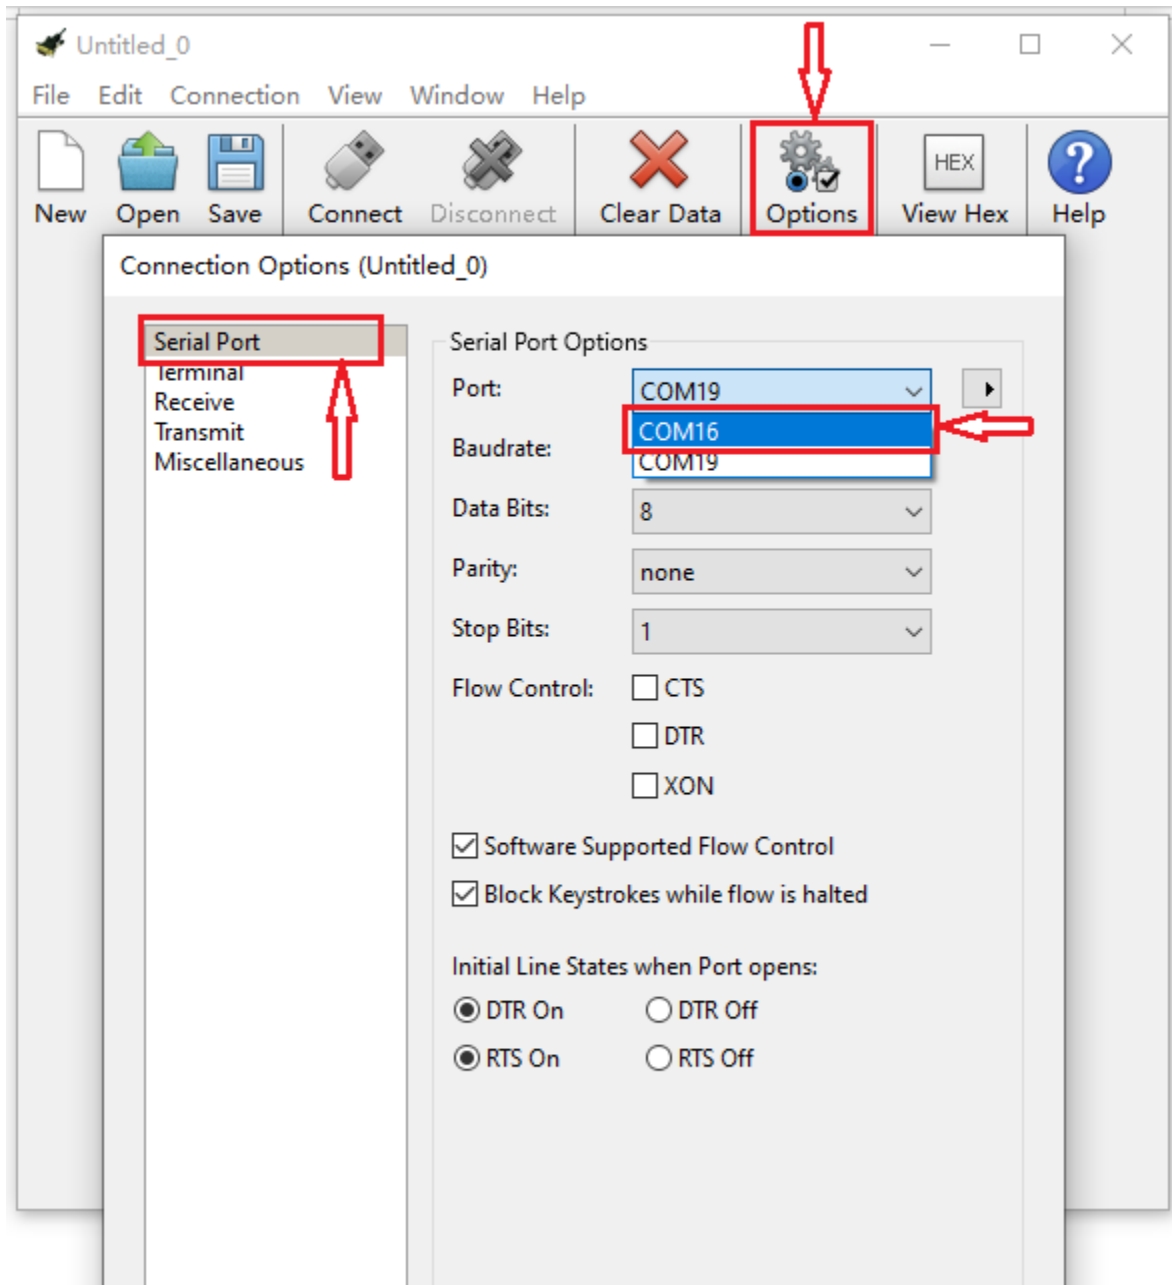 Untitled_0
File Edit Connection View Window Help
HEX
New Open Save Connect Disconnect Clear Data Options View Hex Help
Connection Options (Untitled_0)
Serial Port
Terminal
Receive
Transmit
Miscellaneous
Serial Port Options
Port: COM19
COM16
Baudrate:
COM19
Data Bits: 8
Parity: none
Stop Bits: 1
Flow Control: CTS
DTR
XON
Software Supported Flow Control
Block Keystrokes while flow is halted
Initial Line States when Port opens:
DTR On DTR Off
RTS On RTS Off